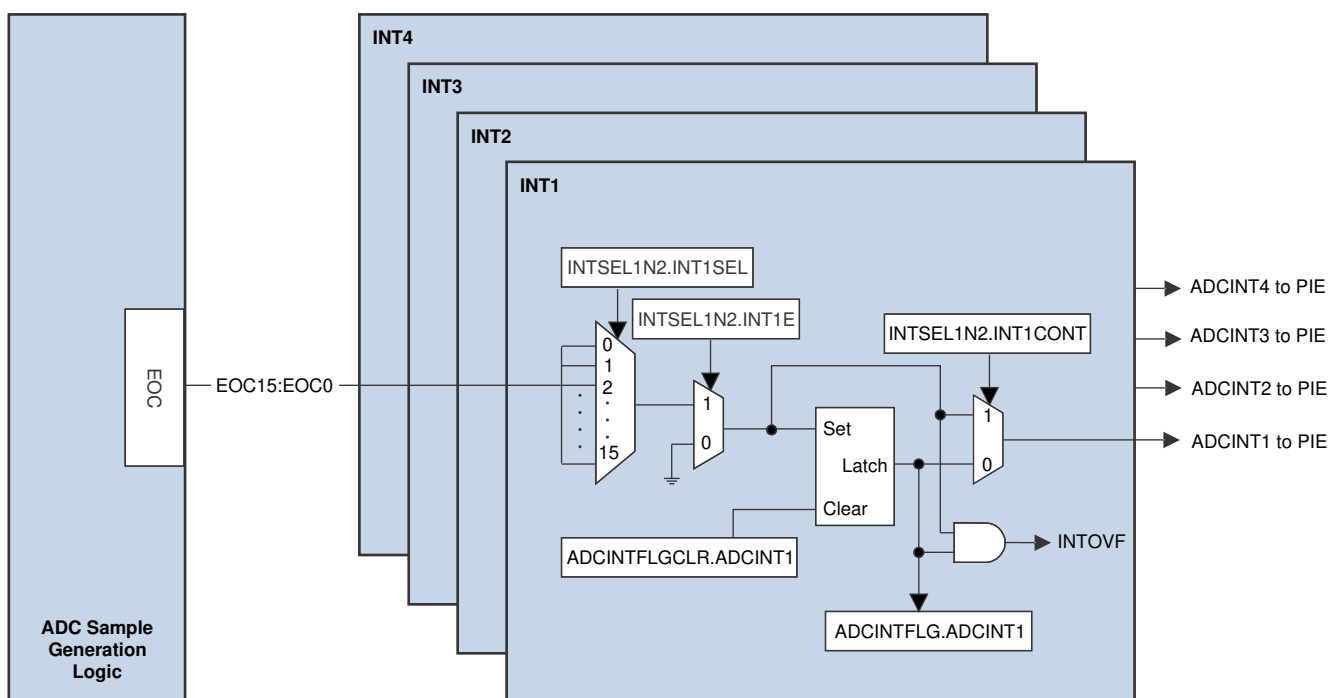 INT4
INT3
INT2
INT1
INTSEL1N2.INT1SEL
INTSEL1N2.INT1E
INTSEL1N2.INT1CONT
ADCINT4 to PIE
ADCINT3 to PIE
ADCINT2 to PIE
ADCINT1 to PIE
EOC
EOC15:EOC0
0
1
2
15
1
0
Set
Latch
Clear
1
0
INTOVF
ADCINTFLGCLR.ADCINT1
ADCINTFLG.ADCINT1
ADC Sample
Generation
Logic